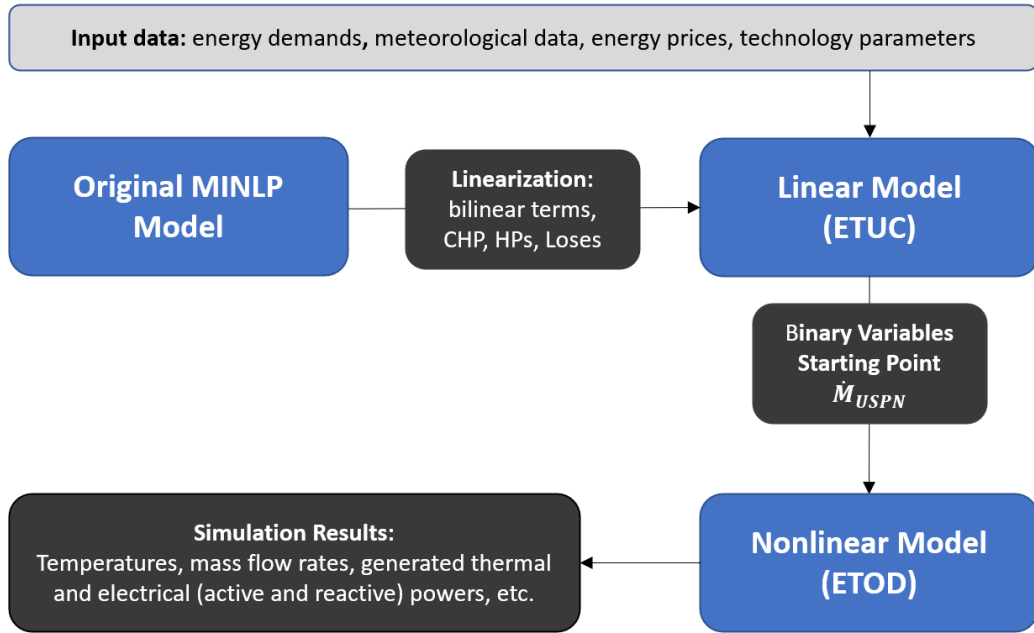 Input data: energy demands, meteorological data, energy prices, technology parameters
Original MINLP
Model
Linearization:
bilinear terms,
CHP, HPs, Loses
Linear Model
(ETUC)
Binary Variables
Starting Point
Ṁ_USPN
Simulation Results:
Temperatures, mass flow rates, generated thermal
and electrical (active and reactive) powers, etc.
Nonlinear Model
(ETOD)